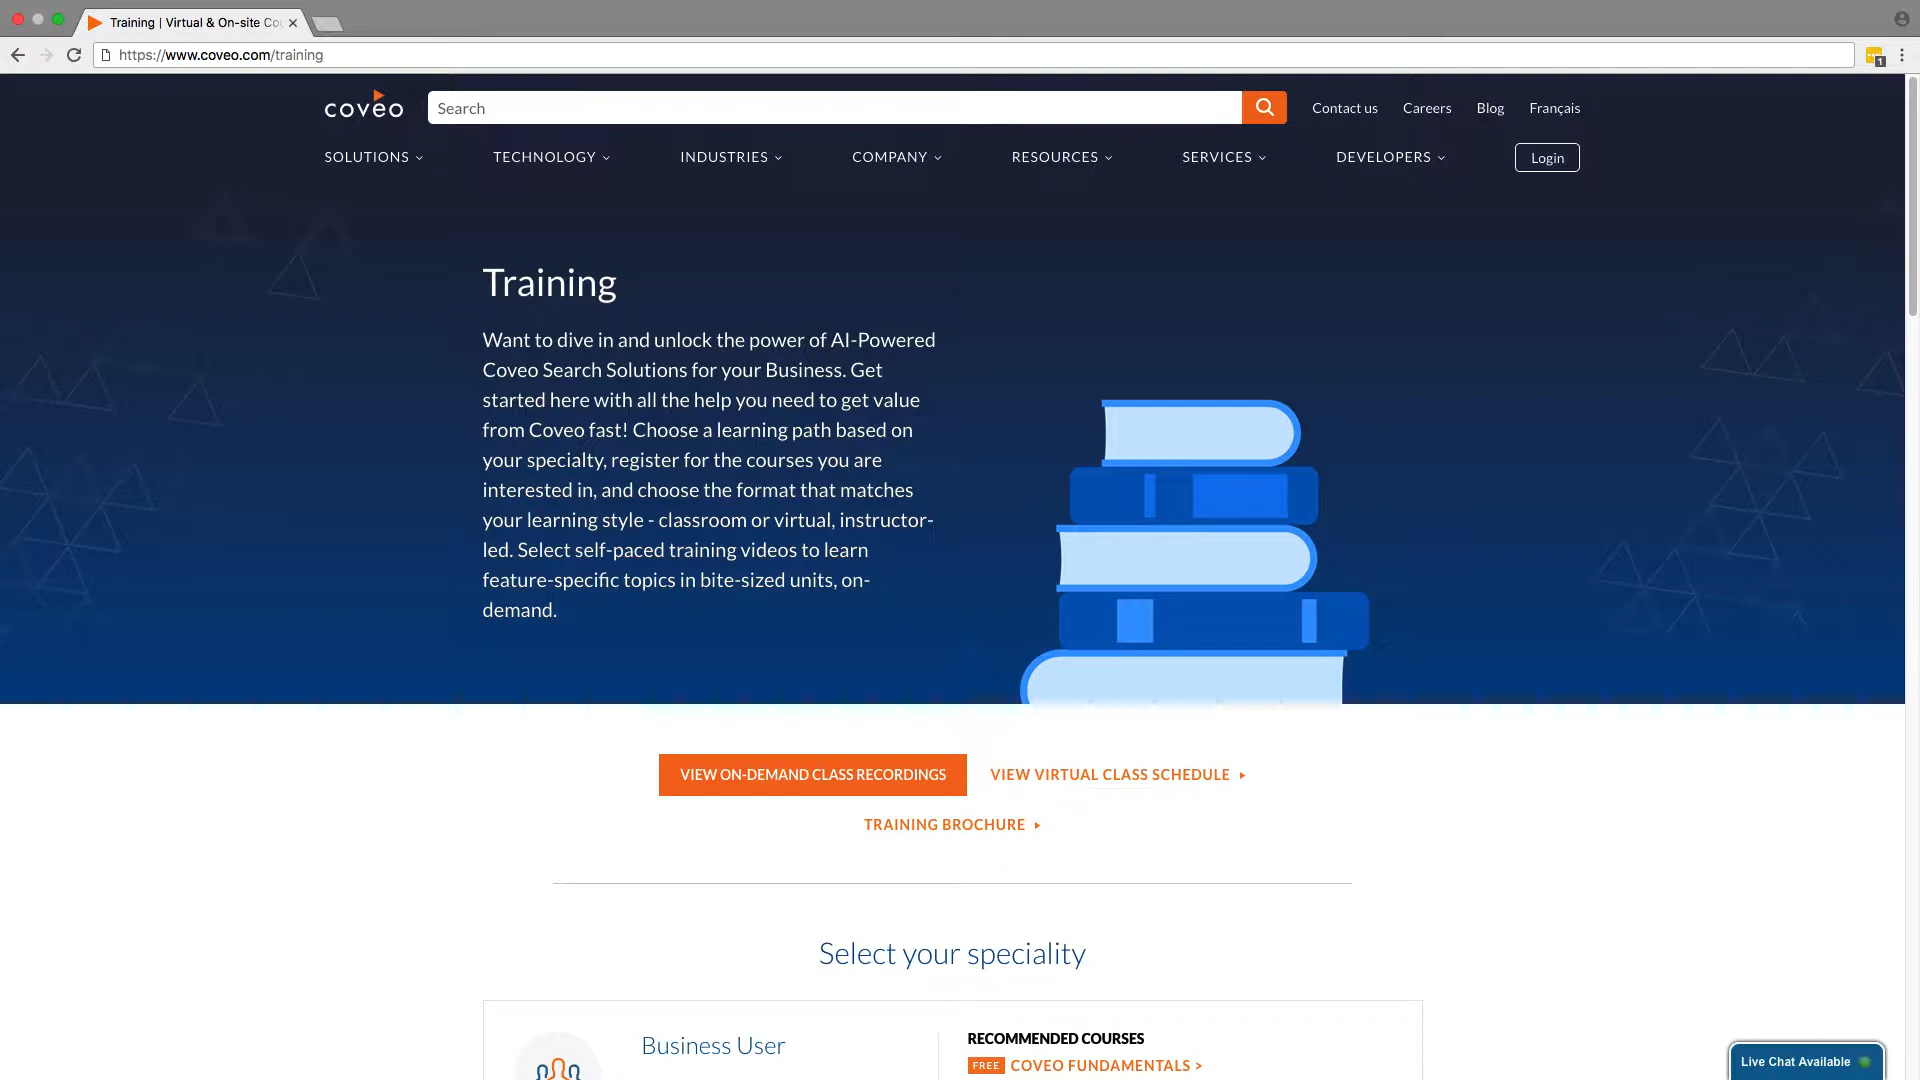 Training | Virtual & On-site Co
https://www.coveo.com/training
1
coveo
Search
Contact us
Careers
Blog
Français
SOLUTIONS
TECHNOLOGY
INDUSTRIES
COMPANY
RESOURCES
SERVICES
DEVELOPERS
Login
Training
Want to dive in and unlock the power of AI-Powered
Coveo Search Solutions for your Business. Get
started here with all the help you need to get value
from Coveo fast! Choose a learning path based on
your specialty, register for the courses you are
interested in, and choose the format that matches
your learning style - classroom or virtual, instructor-
led. Select self-paced training videos to learn
feature-specific topics in bite-sized units, on-
demand.
VIEW ON-DEMAND CLASS RECORDINGS
VIEW VIRTUAL CLASS SCHEDULE
TRAINING BROCHURE
Select your speciality
Business User
RECOMMENDED COURSES
FREE COVEO FUNDAMENTALS >
Live Chat Available